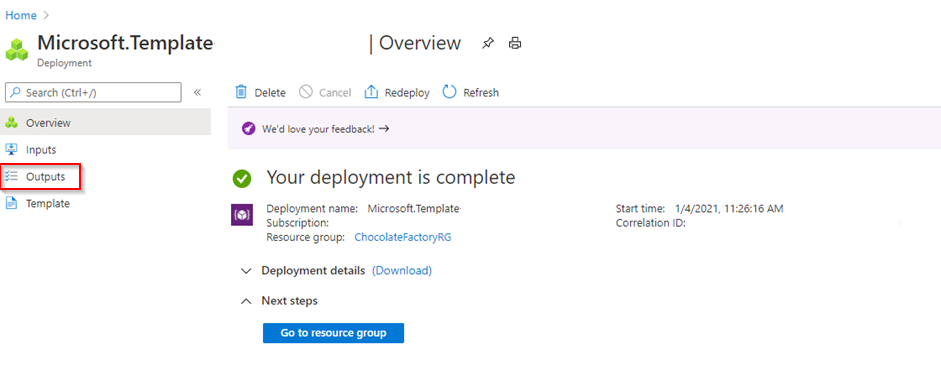 Home >
Microsoft.Template | Overview
Deployment
Search (Ctrl+/) «
Overview
Inputs
Outputs
Template
Delete Cancel Redeploy Refresh
We'd love your feedback! →
Your deployment is complete
Deployment name: Microsoft.Template Start time: 1/4/2021, 11:26:16 AM
Subscription: Correlation ID:
Resource group: ChocolateFactoryRG
Deployment details (Download)
Next steps
Go to resource group